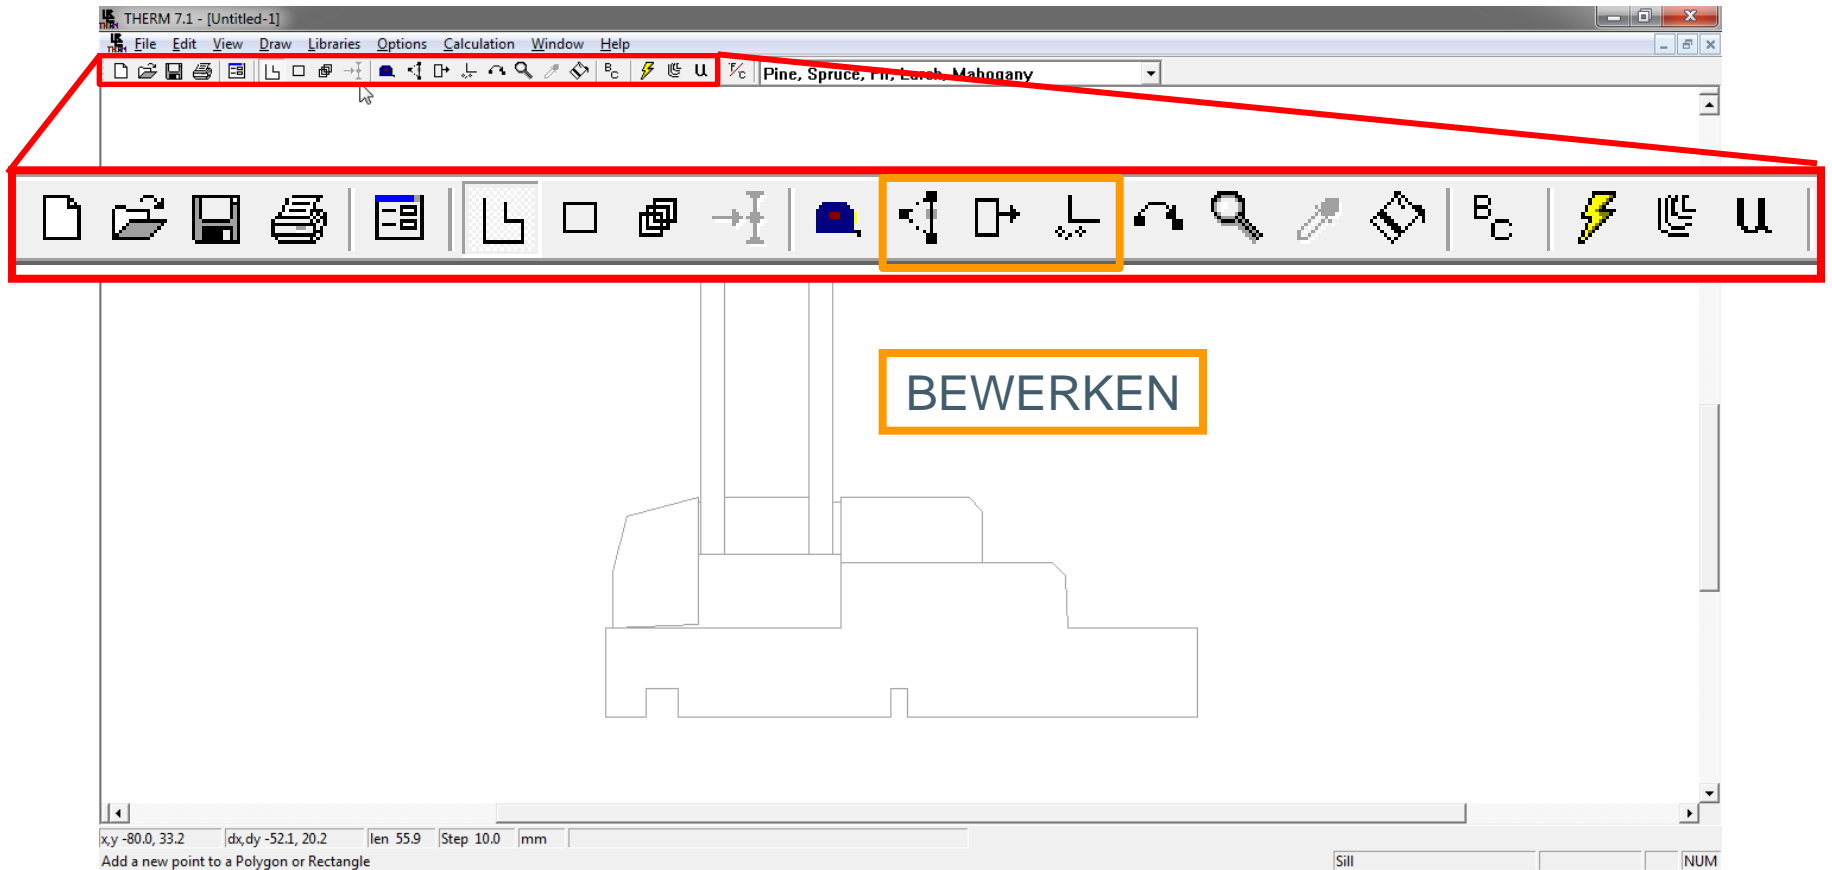 THERM 7.1 - [Untitled-1]
File Edit View Draw Libraries Options Calculation Window Help
BC U F/C Pine, Spruce, Fir, Larch, Mahogany
BC U
BEWERKEN
x,y -80.0, 33.2 dx,dy -52.1, 20.2 len 55.9 Step 10.0 mm
Add a new point to a Polygon or Rectangle Sill NUM